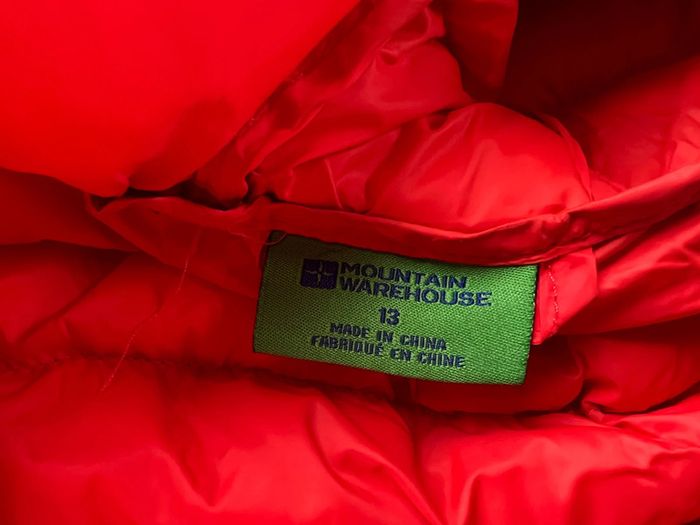 MOUNTAIN
WAREHOUSE
13
MADE IN CHINA
FABRIQUÉ EN CHINE